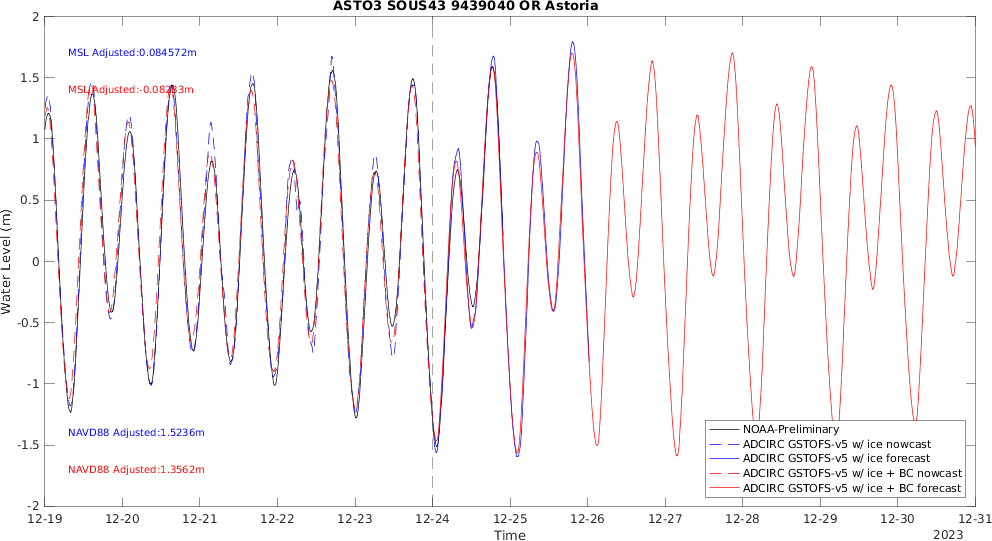 ASTO3 SOUS43 9439040 OR Astoria
MSL Adjusted:0.084572m
MSL Adjusted:-0.08
NAVD88 Adjusted:1.5236m
NAVD88 Adjusted:1.3562m
Water Level (m)
2
1.5
1
0.5
0
-0.5
-1
-1.5
-2
NOAA-Preliminary
ADCIRC GSTOFS-v5 w/ ice nowcast
ADCIRC GSTOFS-v5 w/ ice forecast
ADCIRC GSTOFS-v5 w/ ice + BC nowcast
ADCIRC GSTOFS-v5 w/ ice + BC forecast
12-19 12-20 12-21 12-22 12-23 12-24 12-25 12-26 12-27 12-28 12-29 12-30 12-31
Time
2023